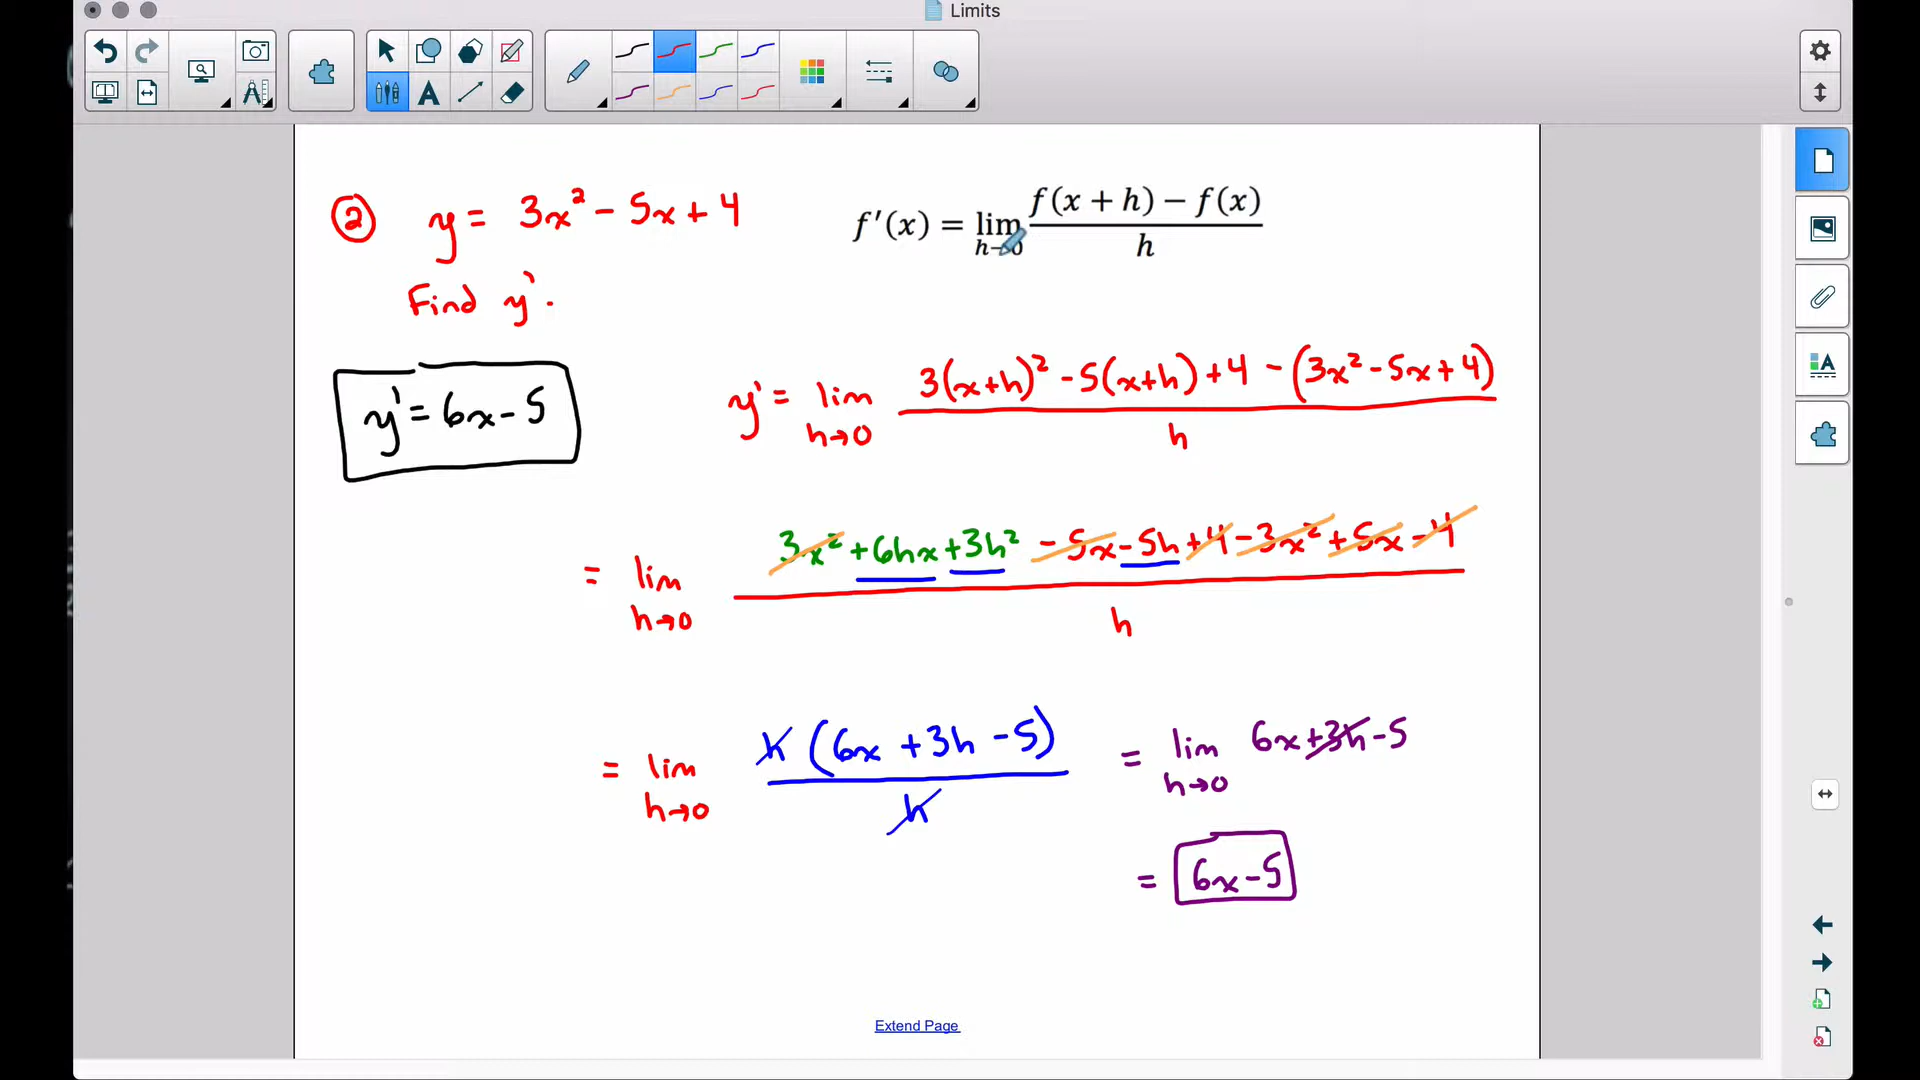 Limits
② y = 3x² - 5x + 4
f′(x) = lim h→0 f(x + h) − f(x) / h
Find y'.
y' = 6x - 5
y' = lim h→0 3(x+h)² - 5(x+h) + 4 - (3x² - 5x + 4) / h
= lim h→0 3x² + 6hx + 3h² - 5x - 5h + 4 - 3x² + 5x - 4 / h
= lim h→0 h(6x + 3h - 5) / h
= lim h→0 6x + 3h - 5
= 6x - 5
Extend Page